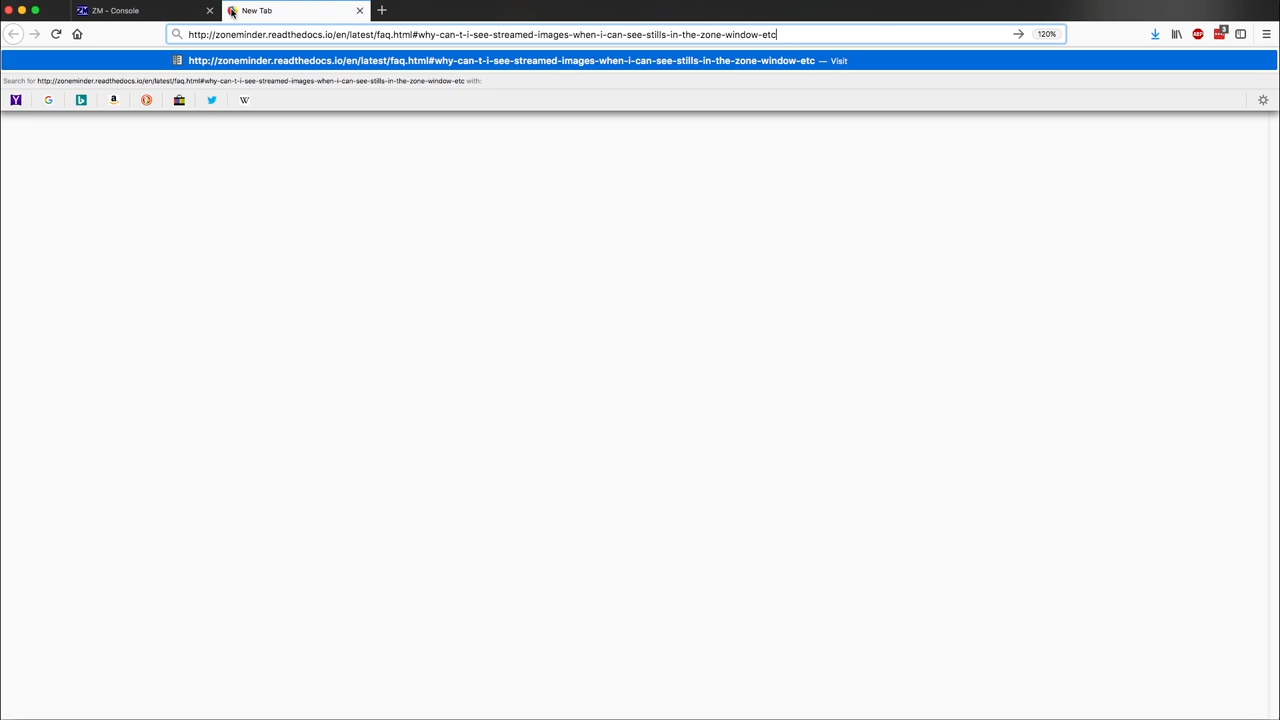 ZM ZM - Console
New Tab
http://zoneminder.readthedocs.io/en/latest/faq.html#why-can-t-i-see-streamed-images-when-i-can-see-stills-in-the-zone-window-etc
120%
ABP
3
http://zoneminder.readthedocs.io/en/latest/faq.html#why-can-t-i-see-streamed-images-when-i-can-see-stills-in-the-zone-window-etc — Visit
Search for http://zoneminder.readthedocs.io/en/latest/faq.html#why-can-t-i-see-streamed-images-when-i-can-see-stills-in-the-zone-window-etc with:
Y G b a W